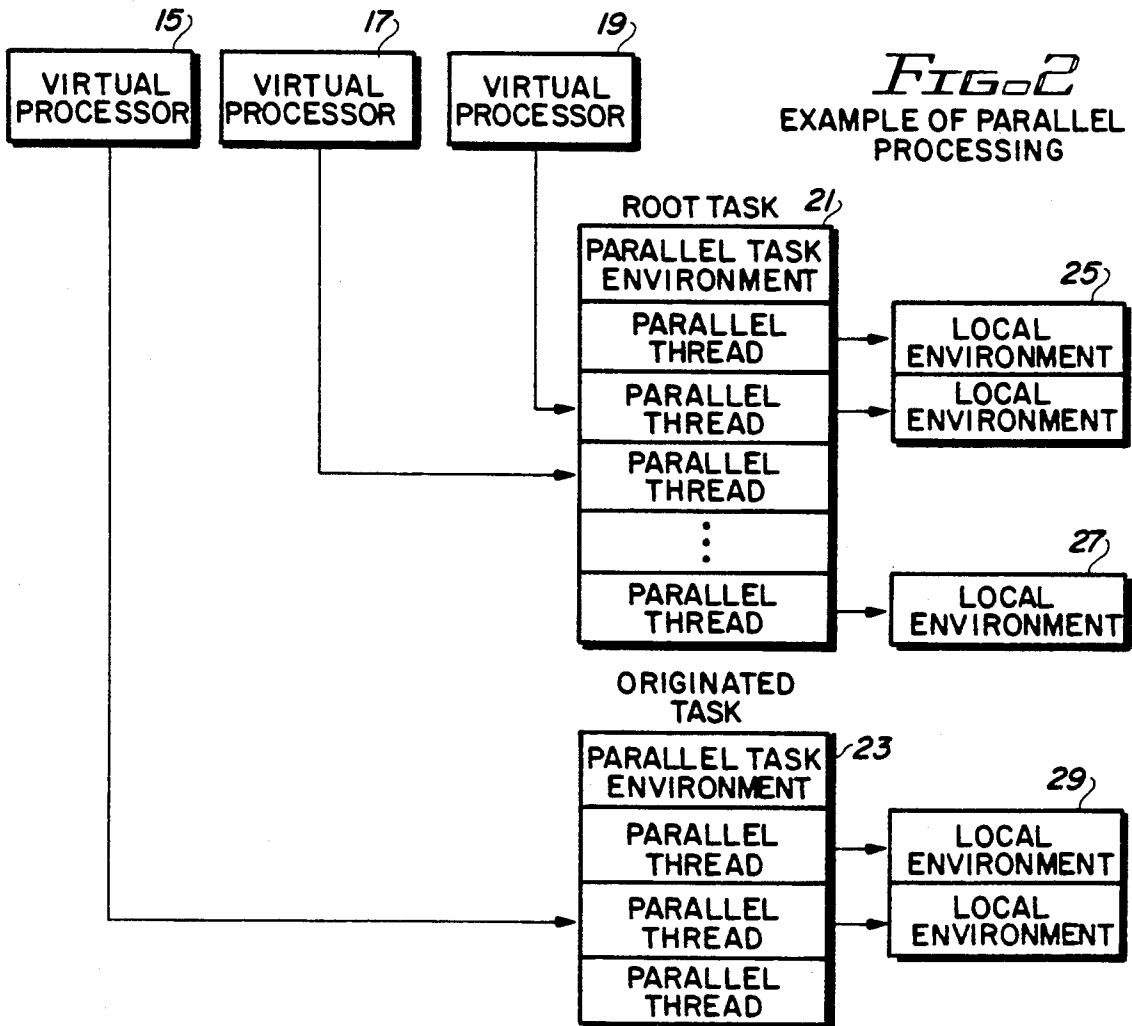 15
17
19
VIRTUAL
PROCESSOR
VIRTUAL
PROCESSOR
VIRTUAL
PROCESSOR
FIG. 2
EXAMPLE OF PARALLEL
PROCESSING
ROOT TASK
21
PARALLEL TASK
ENVIRONMENT
PARALLEL
THREAD
PARALLEL
THREAD
PARALLEL
THREAD
PARALLEL
THREAD
25
LOCAL
ENVIRONMENT
LOCAL
ENVIRONMENT
27
LOCAL
ENVIRONMENT
ORIGINATED
TASK
23
PARALLEL TASK
ENVIRONMENT
PARALLEL
THREAD
PARALLEL
THREAD
PARALLEL
THREAD
29
LOCAL
ENVIRONMENT
LOCAL
ENVIRONMENT